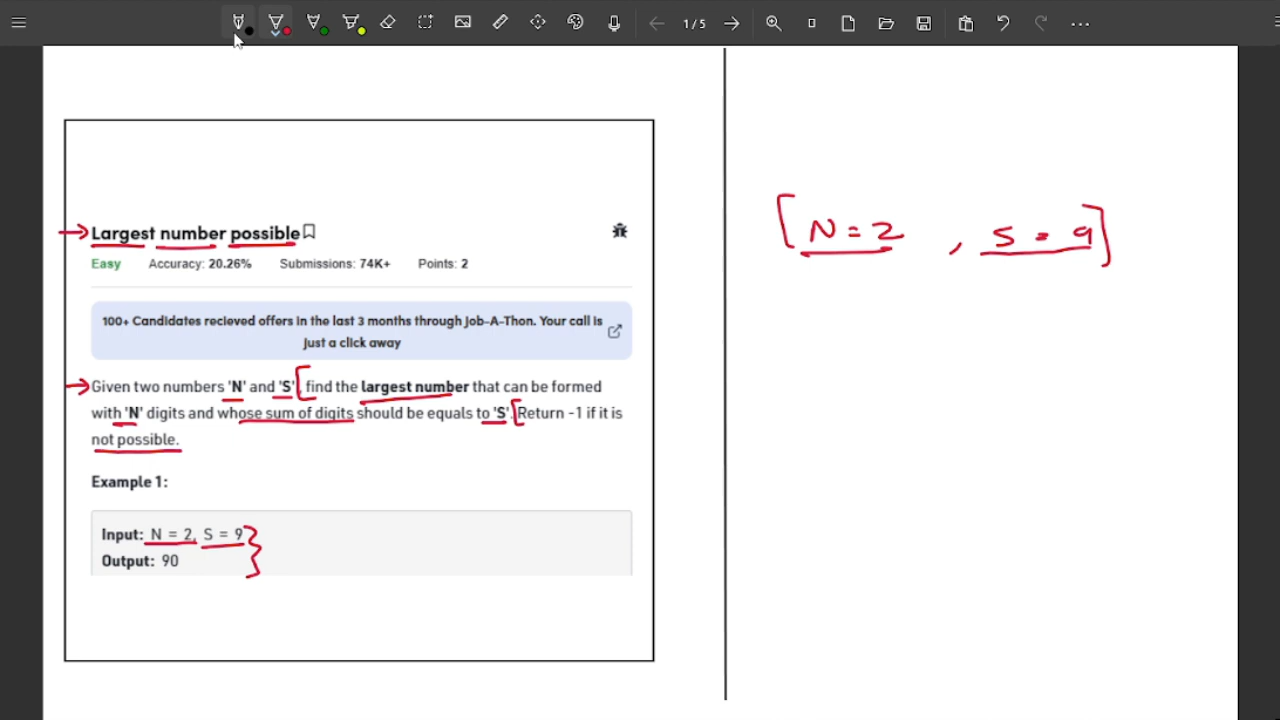 1/5
Largest number possible
Easy Accuracy: 20.26% Submissions: 74K+ Points: 2
100+ Candidates recieved offers in the last 3 months through Job-A-Thon. Your call is
just a click away
Given two numbers 'N' and 'S', find the largest number that can be formed
with 'N' digits and whose sum of digits should be equals to 'S'. Return -1 if it is
not possible.
Example 1:
Input: N = 2, S = 9
Output: 90
[N = 2 , S = 9]